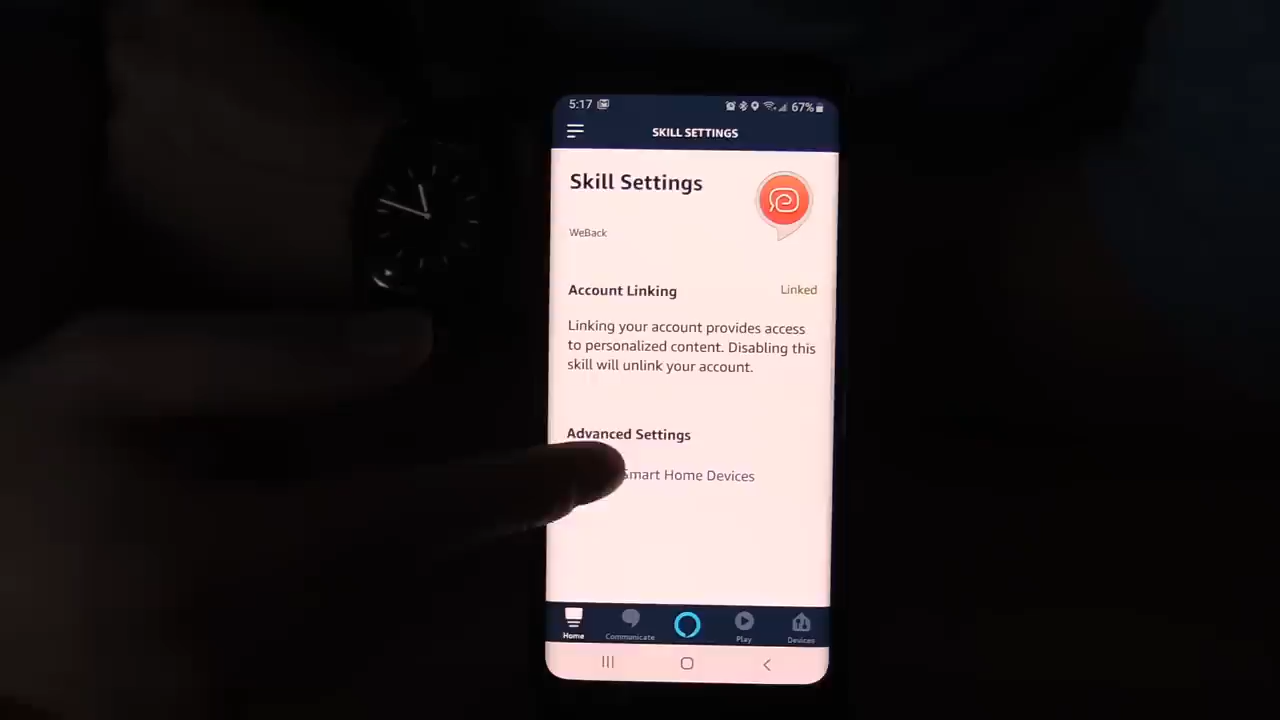 5:17 67%
SKILL SETTINGS
Skill Settings
WeBack
Account Linking Linked
Linking your account provides access
to personalized content. Disabling this
skill will unlink your account.
Advanced Settings
Smart Home Devices
Home Communicate Play Devices